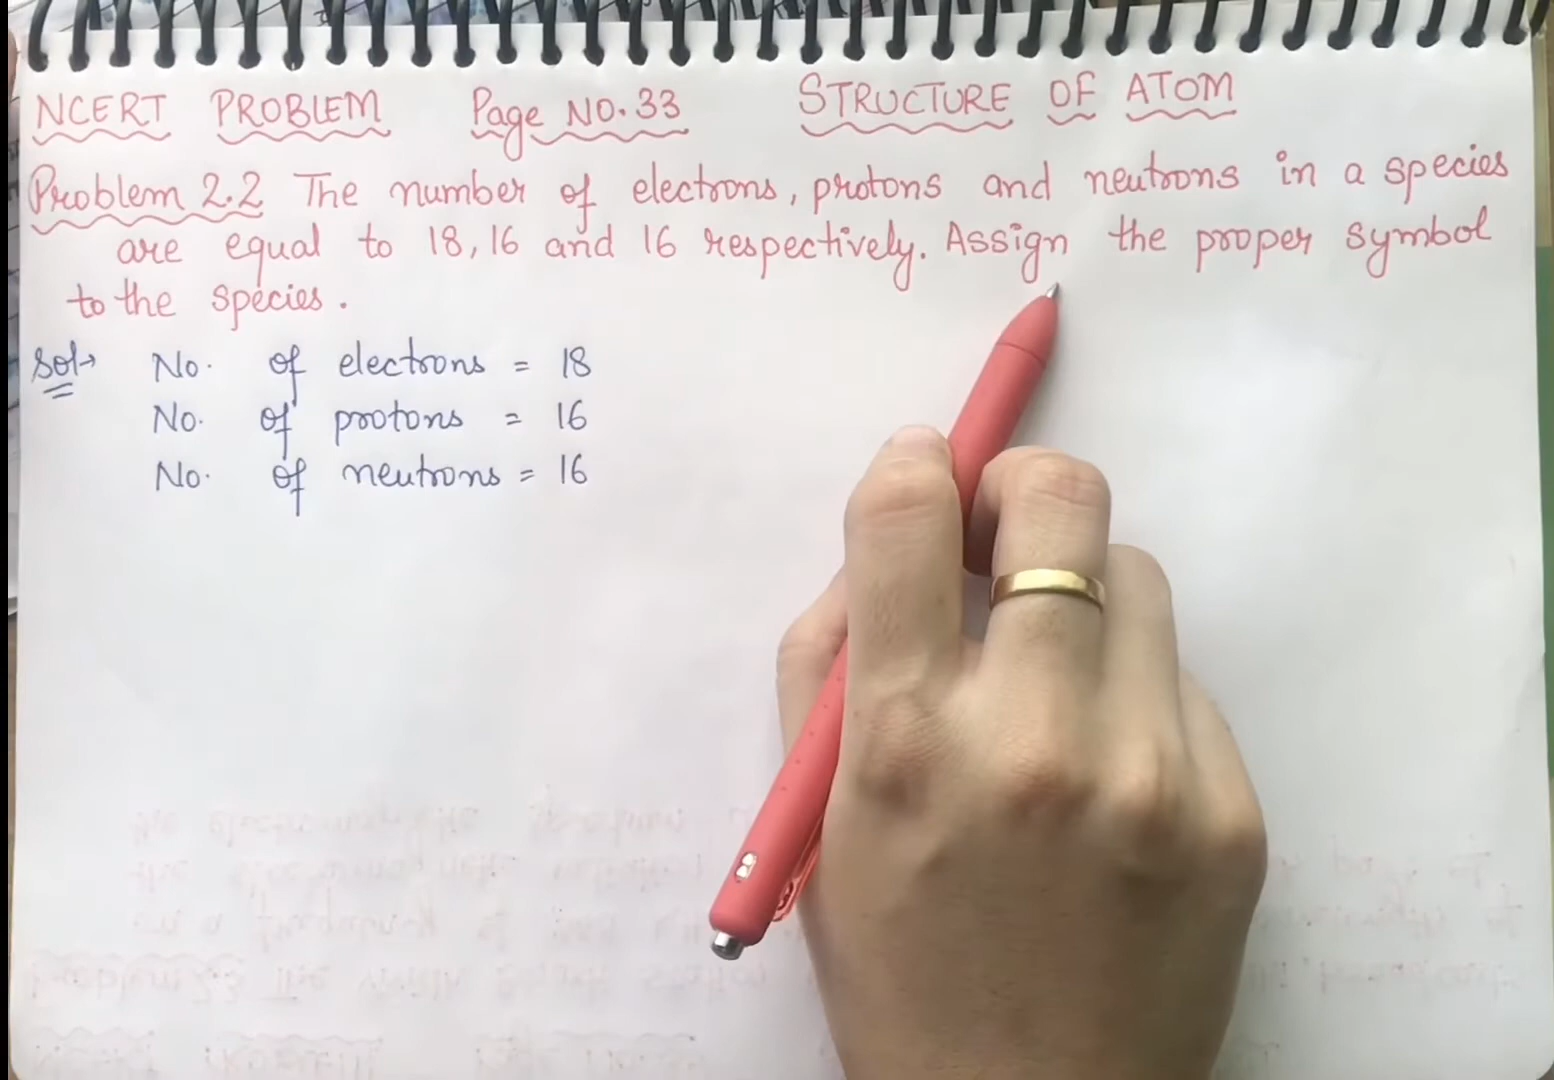 NCERT PROBLEM Page NO. 33 STRUCTURE OF ATOM
Problem 2.2 The number of electrons, protons and neutrons in a species
are equal to 18, 16 and 16 respectively. Assign the proper symbol
to the species.
Sol→ No. of electrons = 18
No. of protons = 16
No. of neutrons = 16